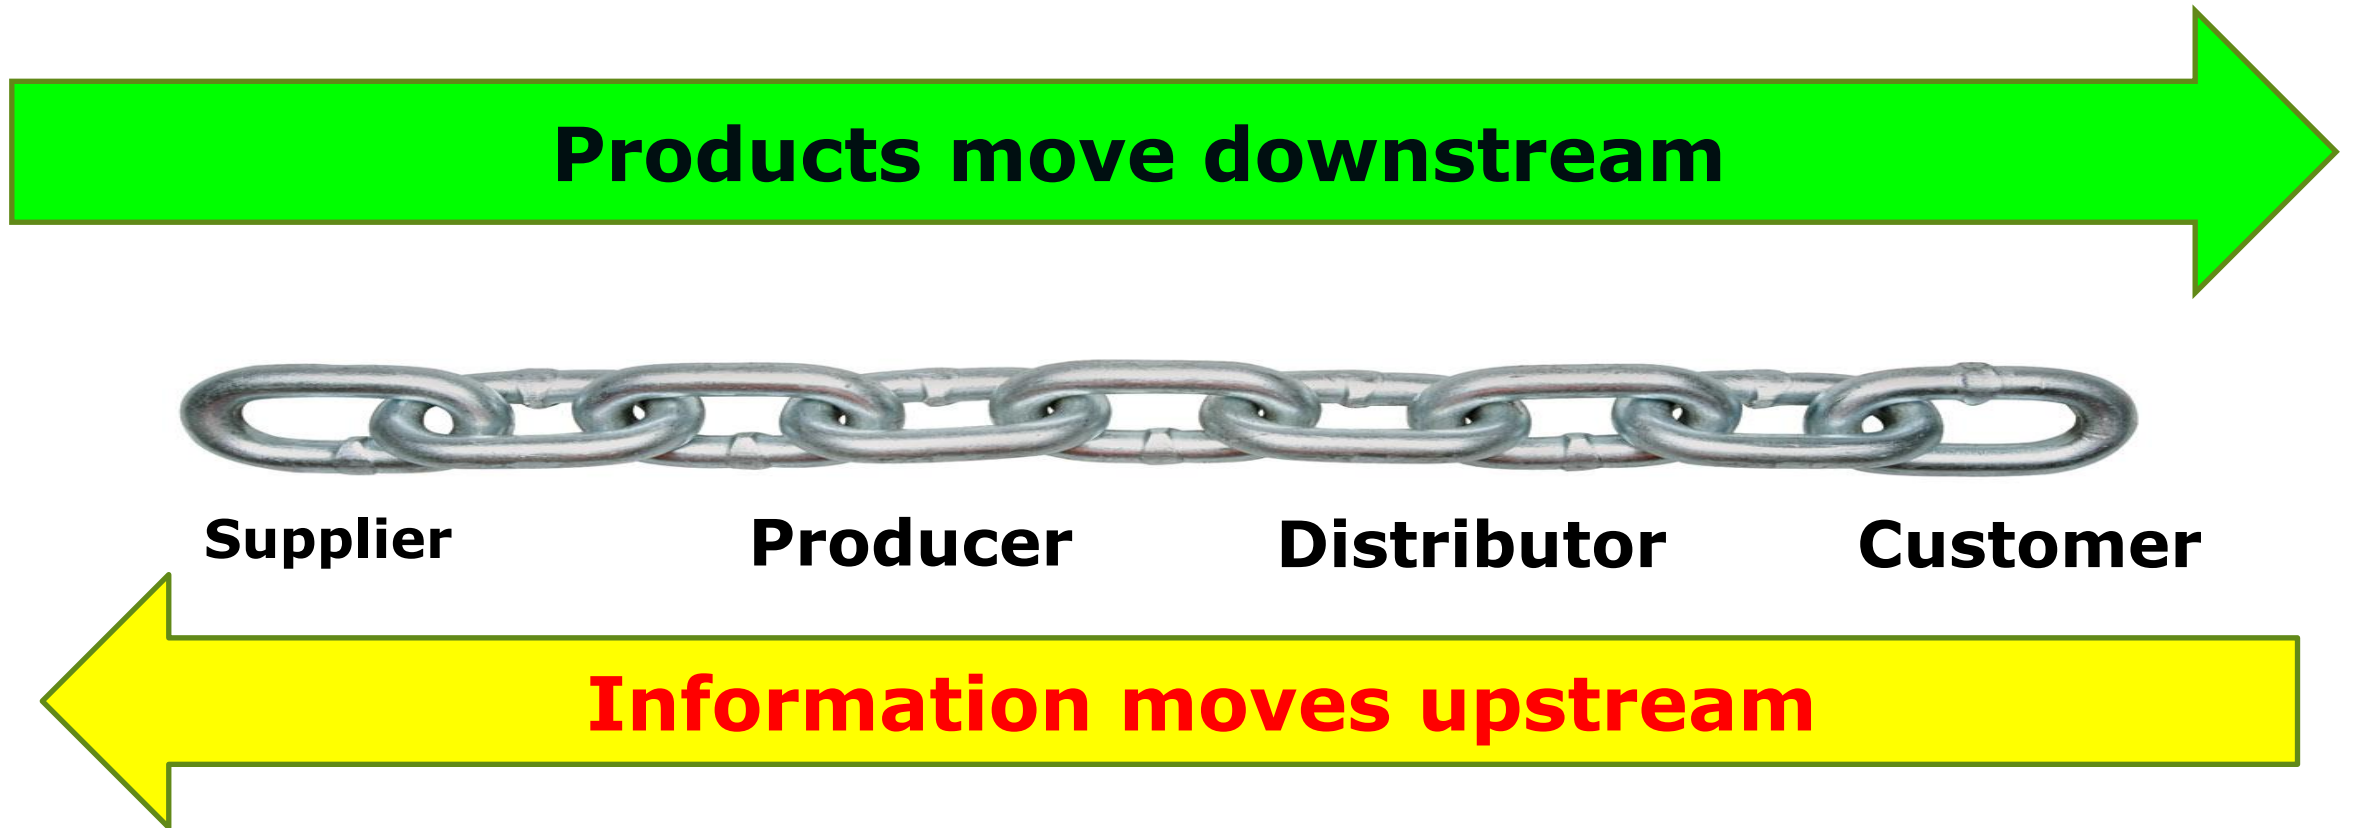 Products move downstream
Supplier Producer Distributor Customer
Information moves upstream